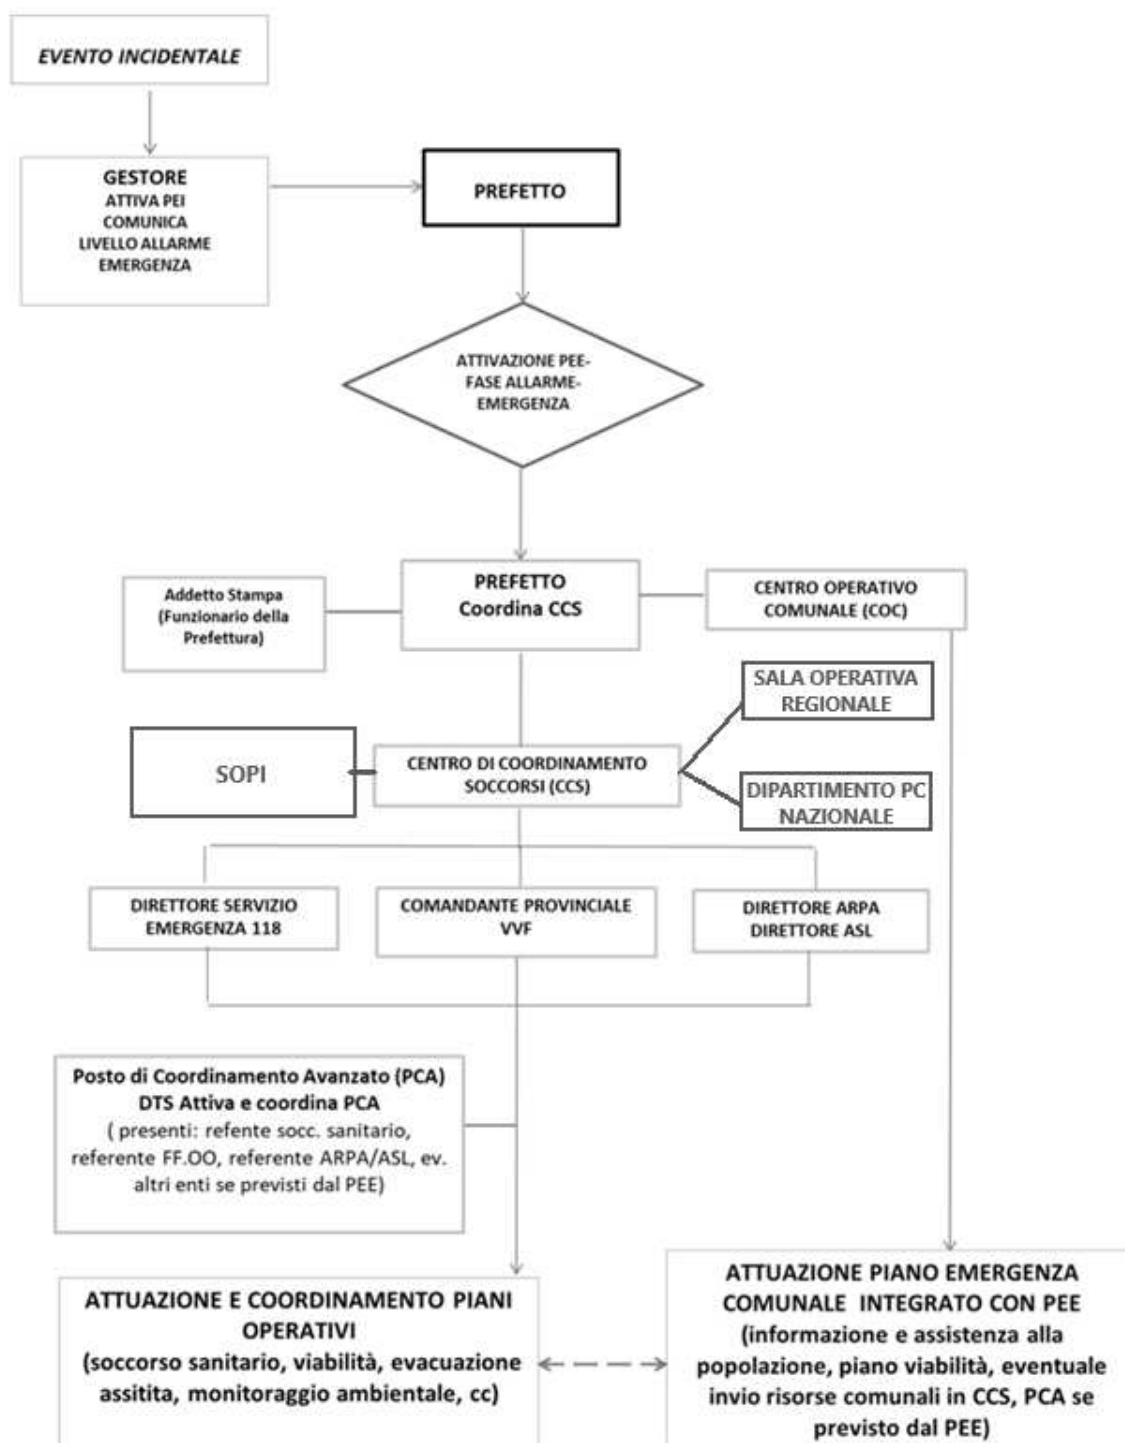 EVENTO INCIDENTALE
GESTORE
ATTIVA PEI
COMUNICA
LIVELLO ALLARME
EMERGENZA
PREFETTO
ATTIVAZIONE PEE-
FASE ALLARME-
EMERGENZA
PREFETTO
Coordina CCS
Addetto Stampa
(Funzionario della
Prefettura)
CENTRO OPERATIVO
COMUNALE (COC)
SALA OPERATIVA
REGIONALE
SOPI
CENTRO DI COORDINAMENTO
SOCCORSI (CCS)
DIPARTIMENTO PC
NAZIONALE
DIRETTORE SERVIZIO
EMERGENZA 118
COMANDANTE PROVINCIALE
VVF
DIRETTORE ARPA
DIRETTORE ASL
Posto di Coordinamento Avanzato (PCA)
DTS Attiva e coordina PCA
( presenti: refente socc. sanitario,
referente FF.OO, referente ARPA/ASL, ev.
altri enti se previsti dal PEE)
ATTUAZIONE E COORDINAMENTO PIANI
OPERATIVI
(soccorso sanitario, viabilità, evacuazione
assitita, monitoraggio ambientale, cc)
ATTUAZIONE PIANO EMERGENZA
COMUNALE INTEGRATO CON PEE
(informazione e assistenza alla
popolazione, piano viabilità, eventuale
invio risorse comunali in CCS, PCA se
previsto dal PEE)